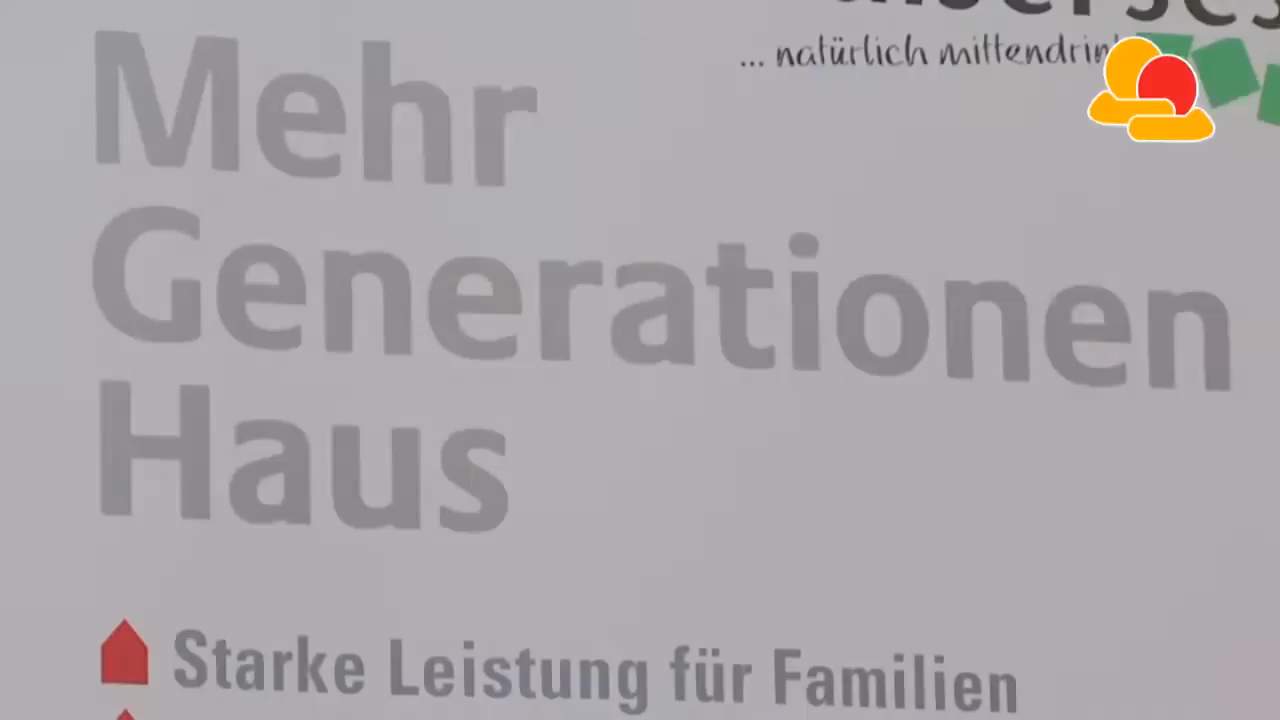 ... natürlich mittendrin
Mehr
Generationen
Haus
Starke Leistung für Familien